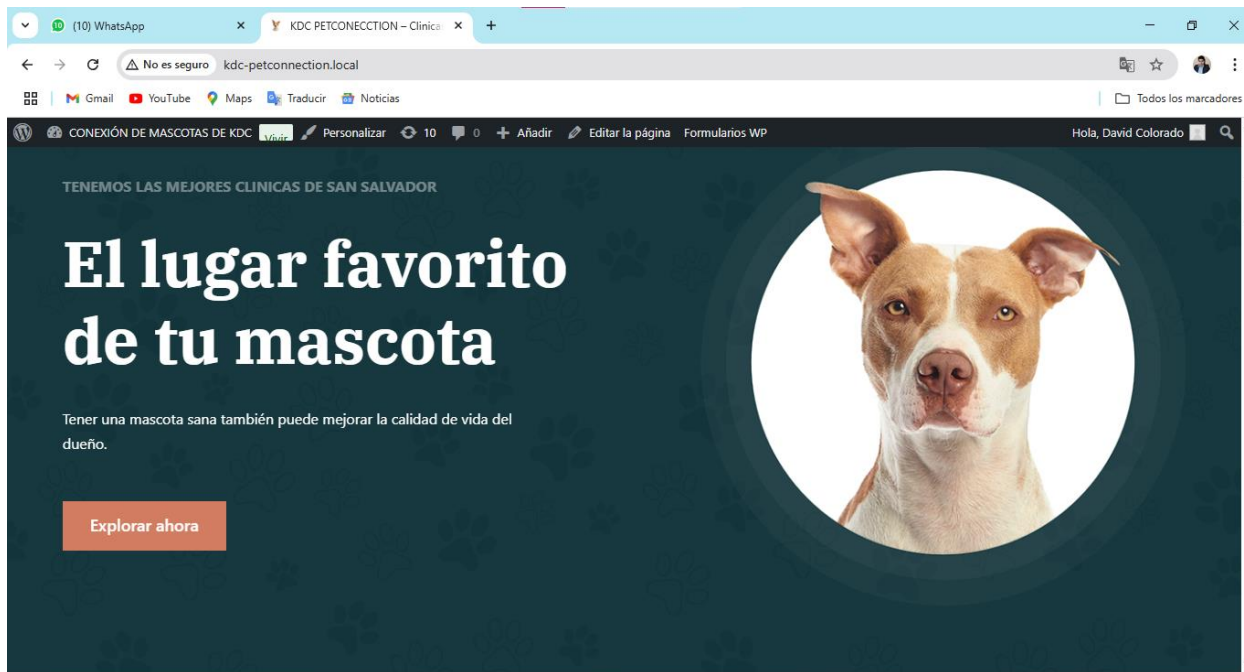 (10) WhatsApp
KDC PETCONECCTION – Clinica
No es seguro kdc-petconnection.local
Gmail YouTube Maps Traducir Noticias Todos los marcadores
CONEXIÓN DE MASCOTAS DE KDC Vivir Personalizar 10 0 Añadir Editar la página Formularios WP Hola, David Colorado
TENEMOS LAS MEJORES CLINICAS DE SAN SALVADOR
El lugar favorito
de tu mascota
Tener una mascota sana también puede mejorar la calidad de vida del
dueño.
Explorar ahora